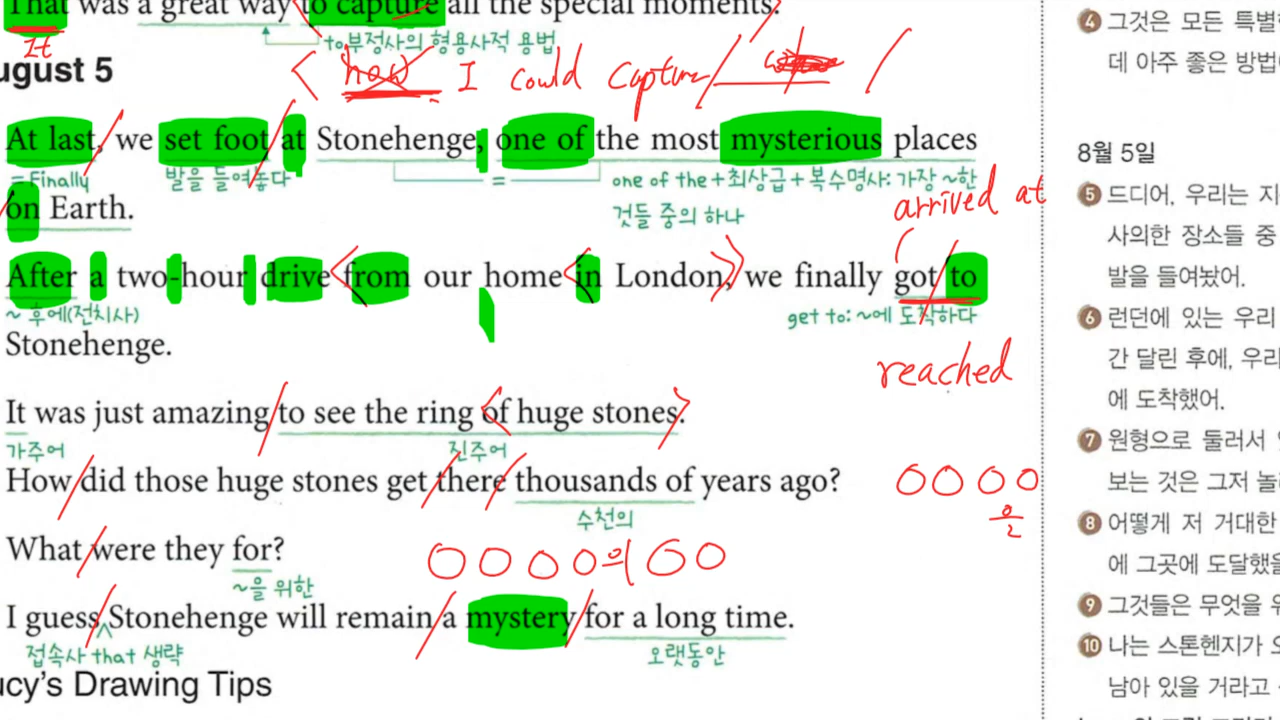 That was a great way to capture all the special moments.
It
to부정사의 형용사적 용법
ugust 5
how I could capture
At last, we set foot at Stonehenge, one of the most mysterious places
= Finally 발을 들여놓다 = one of the + 최상급 + 복수명사: 가장 ~한
on Earth. 것들 중의 하나 arrived at
After a two-hour drive from our home in London, we finally got to
~ 후에(전치사) get to: ~에 도착하다
Stonehenge. reached
It was just amazing to see the ring of huge stones.
가주어 진주어
How did those huge stones get there thousands of years ago?
수천의
What were they for?
~을 위한
I guess Stonehenge will remain a mystery for a long time.
접속사 that 생략 오랫동안
ucy's Drawing Tips
4 그것은 모든 특별
데 아주 좋은 방법
8월 5일
5 드디어, 우리는 지
사의한 장소들 중
발을 들여놨어.
6 런던에 있는 우리
간 달린 후에, 우리
에 도착했어.
7 원형으로 둘러서
보는 것은 그저 놀
8 어떻게 저 거대한
에 그곳에 도달했을
9 그것들은 무엇을 위
10 나는 스톤헨지가 오
남아 있을 거라고